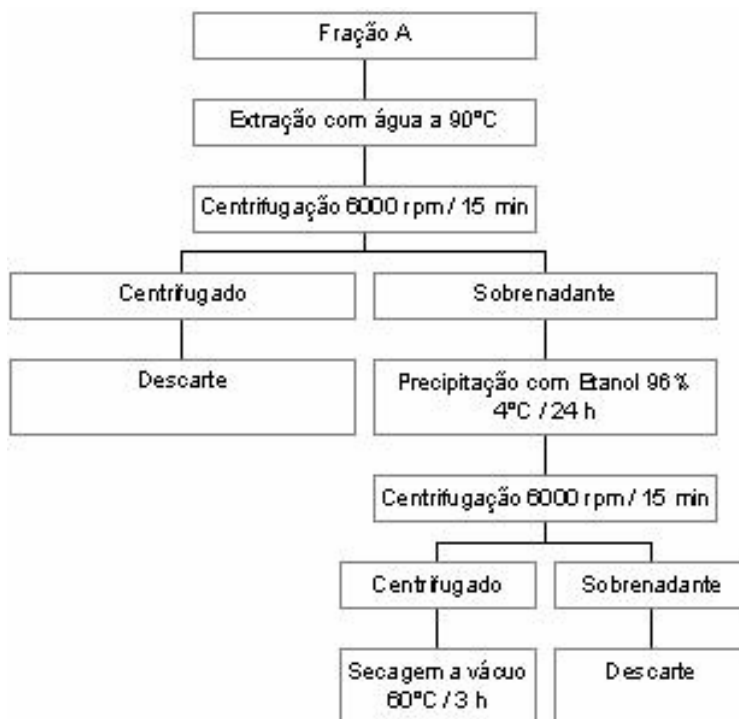 Fração A
Extração com água a 90°C
Centrifugação 6000 rpm / 15 min
Centrifugado
Sobrenadante
Descarte
Precipitação com Etanol 96%
4°C / 24 h
Centrifugação 6000 rpm / 15 min
Centrifugado
Sobrenadante
Secagem a vácuo
60°C / 3 h
Descarte